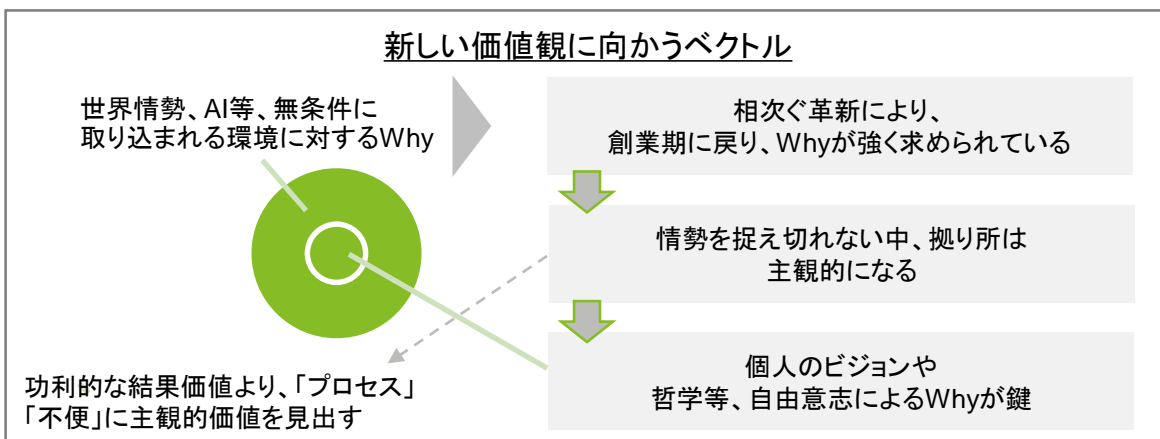 新しい価値観に向かうベクトル
世界情勢、AI等、無条件に
取り込まれる環境に対するWhy
相次ぐ革新により、
創業期に戻り、Whyが強く求められている
情勢を捉え切れない中、拠り所は
主観的になる
個人のビジョンや
哲学等、自由意志によるWhyが鍵
功利的な結果価値より、「プロセス」
「不便」に主観的価値を見出す